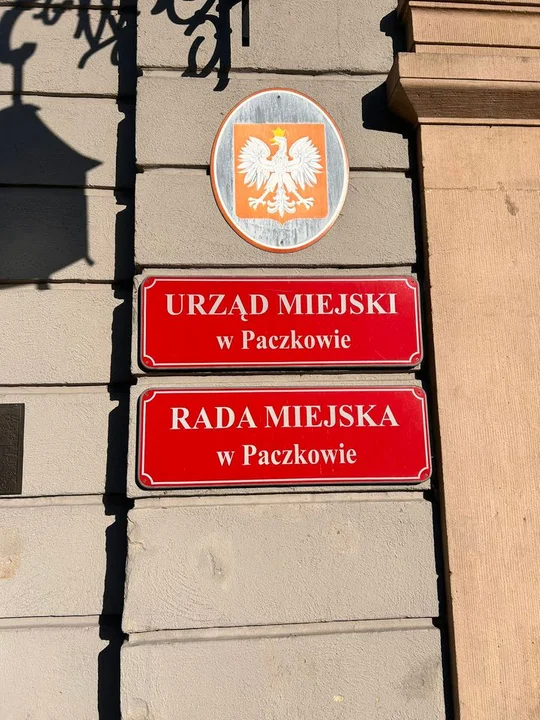 URZĄD MIEJSKI
w Paczkowie
RADA MIEJSKA
w Paczkowie